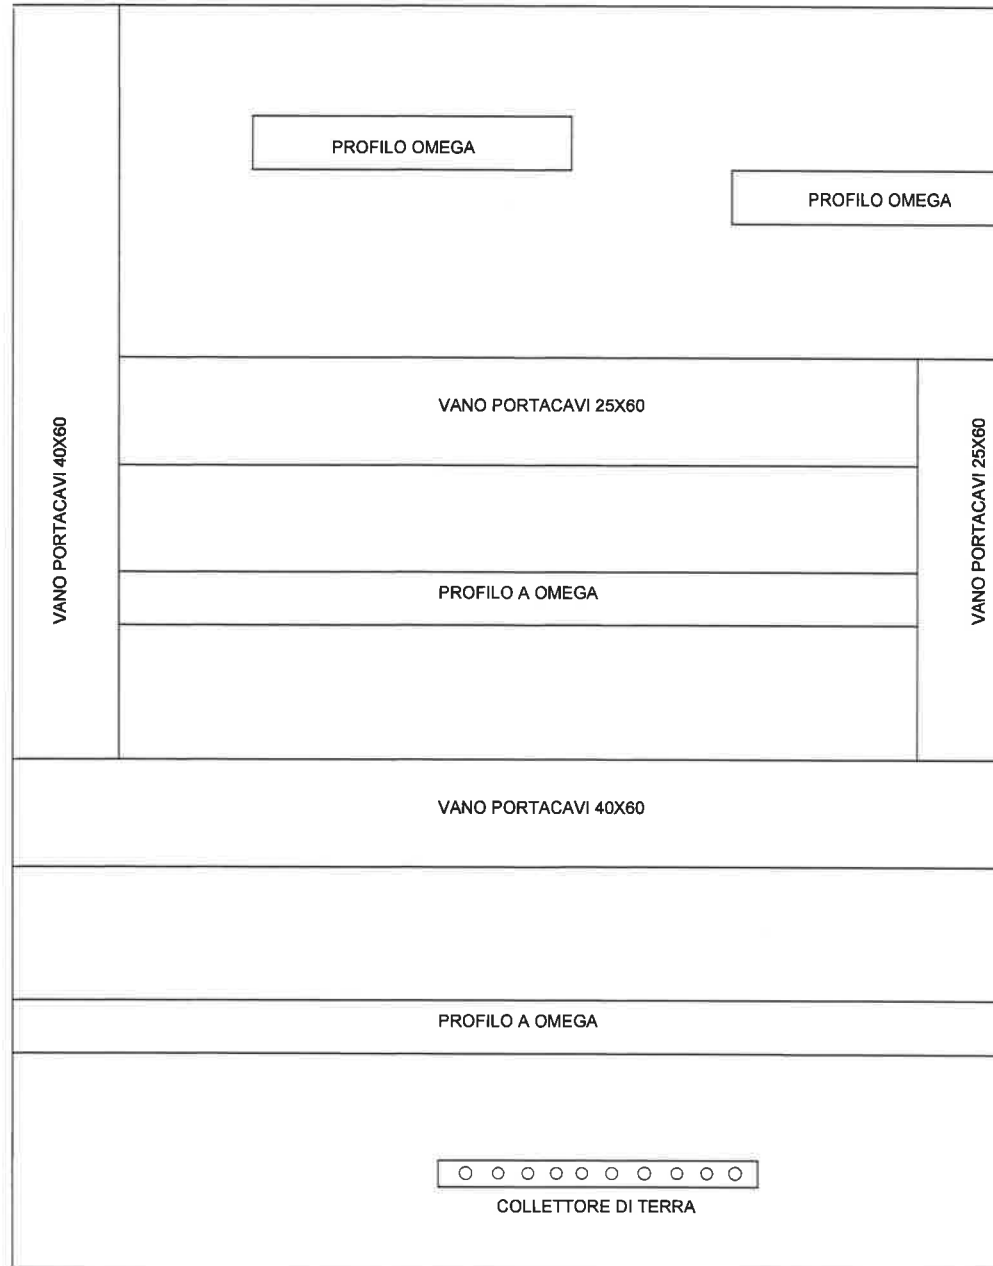 PROFILO OMEGA
PROFILO OMEGA
VANO PORTACAVI 25X60
VANO PORTACAVI 40X60
VANO PORTACAVI 25X60
PROFILO A OMEGA
VANO PORTACAVI 40X60
PROFILO A OMEGA
COLLETTORE DI TERRA